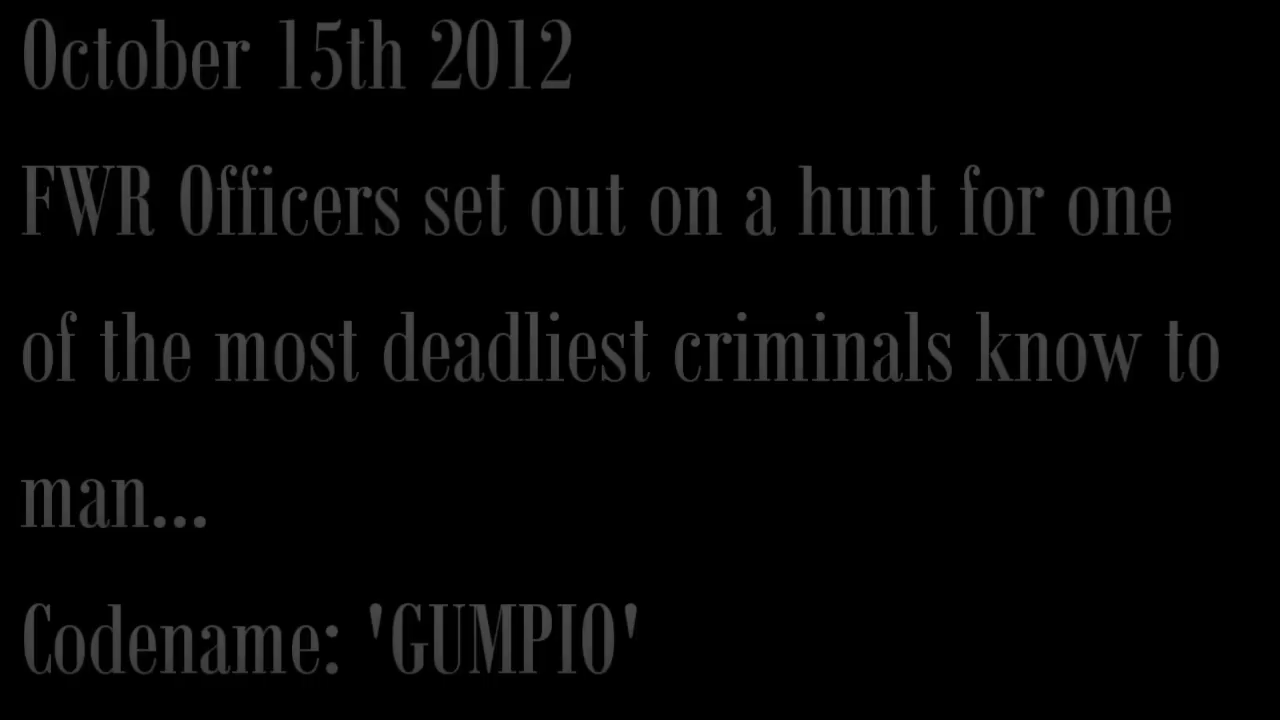 October 15th 2012
FWR Officers set out on a hunt for one
of the most deadliest criminals know to
man...
Codename: 'GUMPIO'